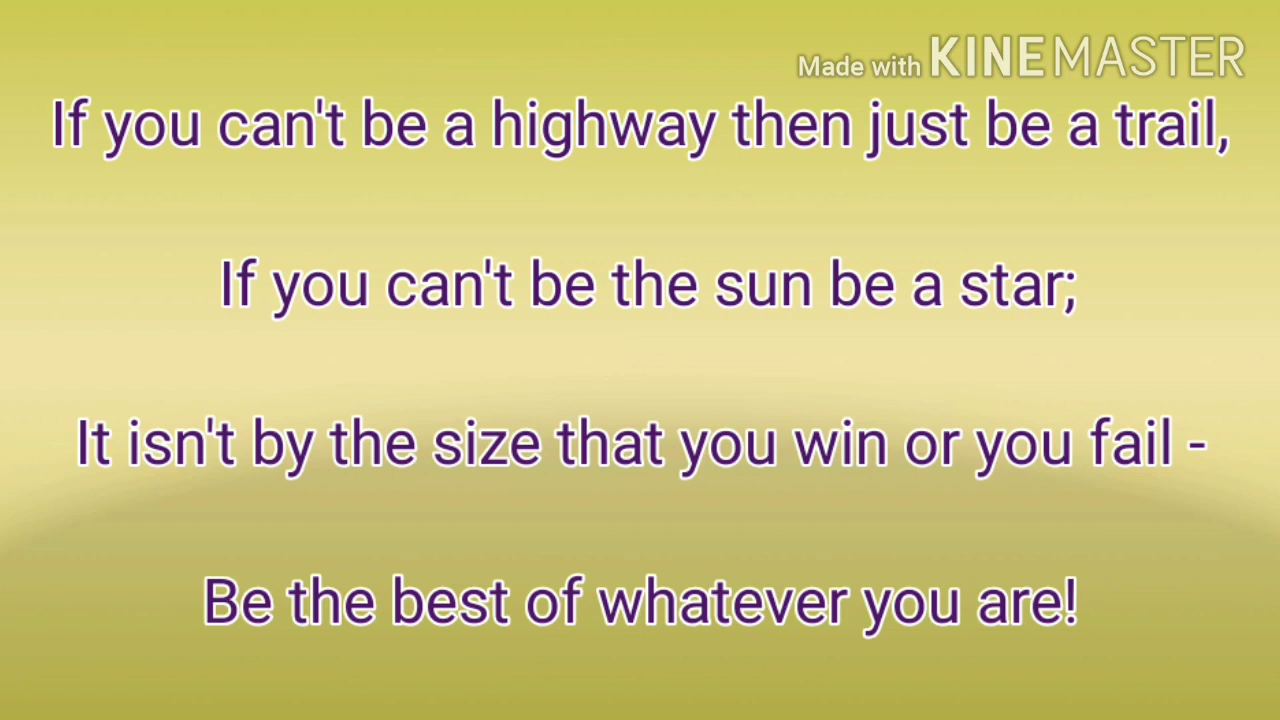 Made with KINEMASTER
If you can't be a highway then just be a trail,
If you can't be the sun be a star;
It isn't by the size that you win or you fail -
Be the best of whatever you are!